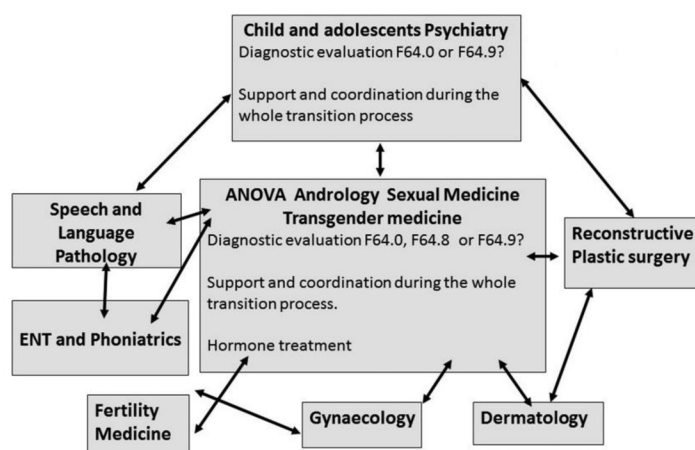 Child and adolescents Psychiatry
Diagnostic evaluation F64.0 or F64.9?
Support and coordination during the
whole transition process
ANOVA Andrology Sexual Medicine
Transgender medicine
Diagnostic evaluation F64.0, F64.8 or F64.9?
Support and coordination during the whole
transition process.
Hormone treatment
Speech and
Language
Pathology
Reconstructive
Plastic surgery
ENT and Phoniatrics
Fertility
Medicine
Gynaecology
Dermatology